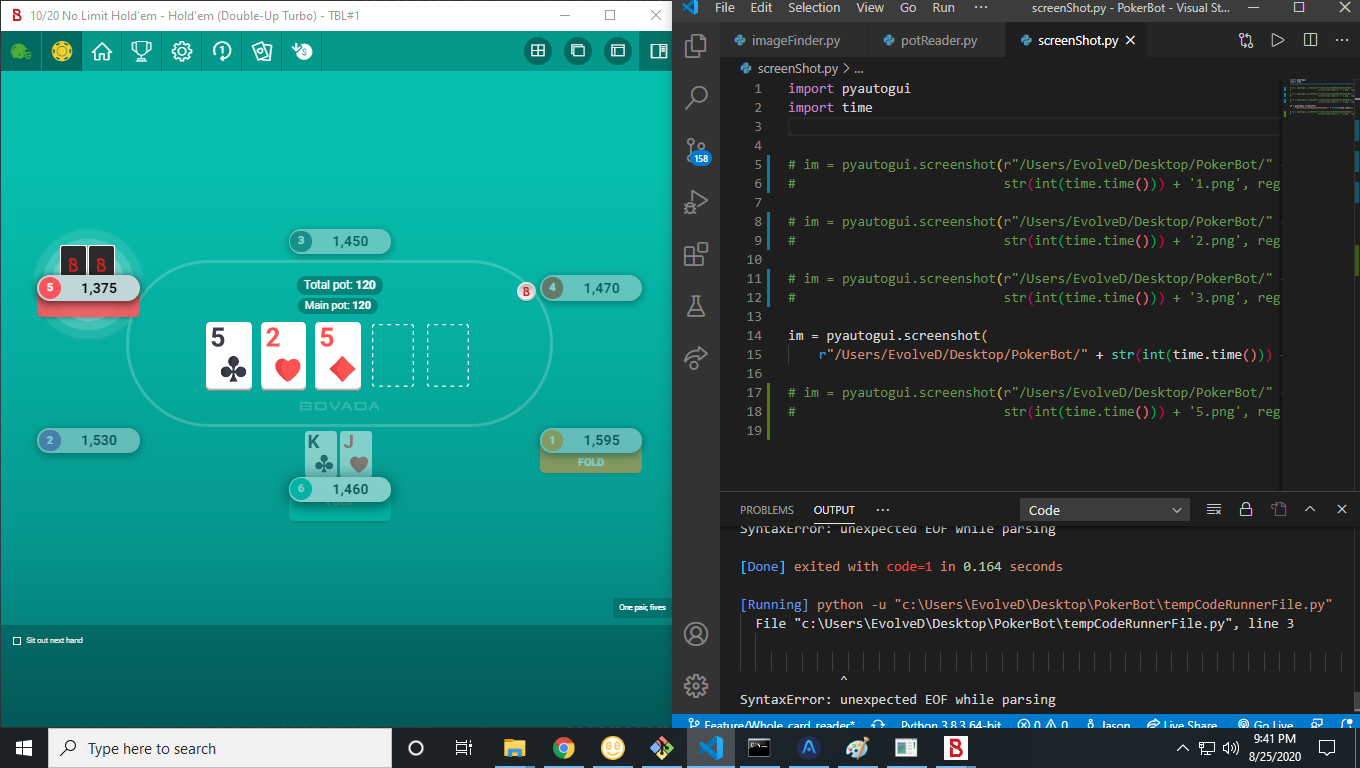 10/20 No Limit Hold'em - Hold'em (Double-Up Turbo) - TBL#1
3 1,450
5 1,375
Total pot: 120
Main pot: 120
B
4 1,470
5 2 5
BOVADA
2 1,530
K J
1 1,595
FOLD
6 1,460
One pair, fives
Sit out next hand
File Edit Selection View Go Run ··· screenShot.py - PokerBot - Visual St...
imageFinder.py potReader.py screenShot.py
screenShot.py > ...
158
1 import pyautogui
2 import time
3
4
5 # im = pyautogui.screenshot(r"/Users/EvolveD/Desktop/PokerBot/"
6 # str(int(time.time())) + '1.png', reg
7
8 # im = pyautogui.screenshot(r"/Users/EvolveD/Desktop/PokerBot/"
9 # str(int(time.time())) + '2.png', reg
10
11 # im = pyautogui.screenshot(r"/Users/EvolveD/Desktop/PokerBot/"
12 # str(int(time.time())) + '3.png', reg
13
14 im = pyautogui.screenshot(
15 r"/Users/EvolveD/Desktop/PokerBot/" + str(int(time.time()))
16
17 # im = pyautogui.screenshot(r"/Users/EvolveD/Desktop/PokerBot/"
18 # str(int(time.time())) + '5.png', reg
19
PROBLEMS OUTPUT ··· Code
SyntaxError: unexpected EOF while parsing
[Done] exited with code=1 in 0.164 seconds
[Running] python -u "c:\Users\EvolveD\Desktop\PokerBot\tempCodeRunnerFile.py"
File "c:\Users\EvolveD\Desktop\PokerBot\tempCodeRunnerFile.py", line 3
^
SyntaxError: unexpected EOF while parsing
Feature/Whole_card_reader* Python 3.8.3 64-bit 0 0 Jason Live Share Go Live
Type here to search
9:41 PM
8/25/2020